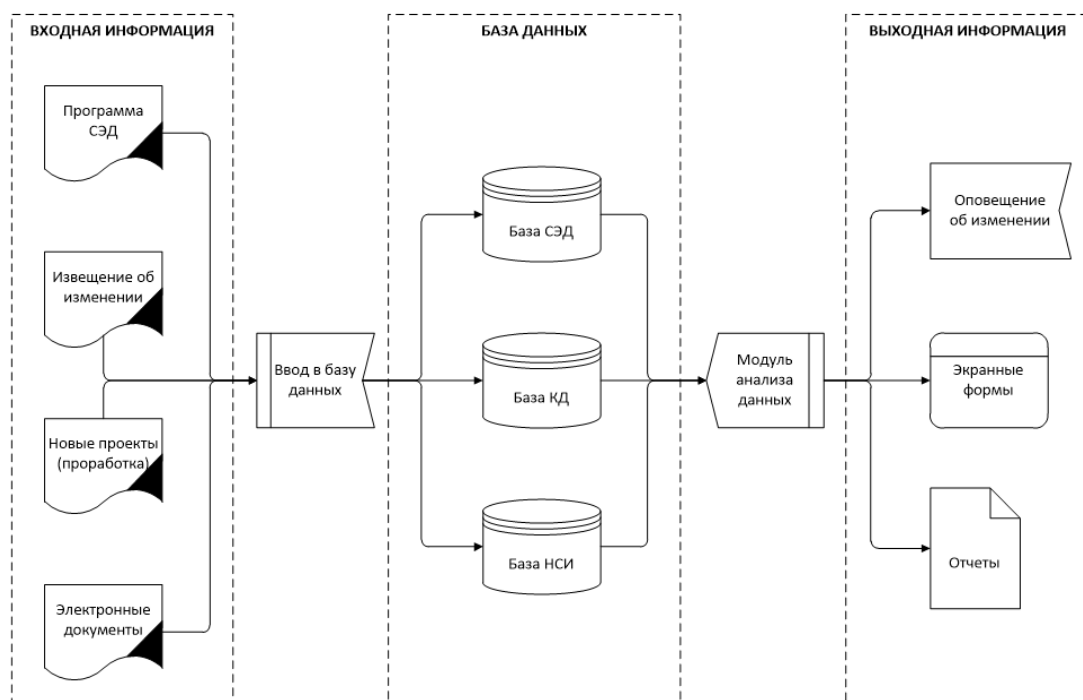 ВХОДНАЯ ИНФОРМАЦИЯ
Программа
СЭД
Извещение об
изменении
Новые проекты
(проработка)
Электронные
документы
Ввод в базу
данных
БАЗА ДАННЫХ
База СЭД
База КД
База НСИ
Модуль
анализа
данных
ВЫХОДНАЯ ИНФОРМАЦИЯ
Оповещение
об изменении
Экранные
формы
Отчеты